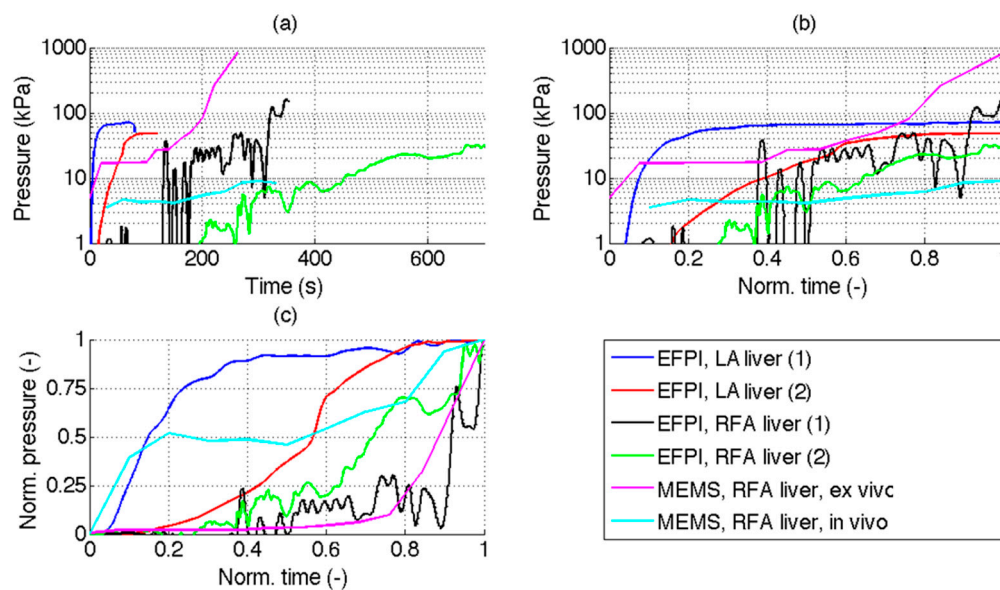 (a)
Pressure (kPa)
1000
100
10
1
0 200 400 600
Time (s)
(b)
Pressure (kPa)
1000
100
10
1
0 0.2 0.4 0.6 0.8 1
Norm. time (-)
(c)
Norm. pressure (-)
1
0.75
0.5
0.25
0
0 0.2 0.4 0.6 0.8 1
Norm. time (-)
EFPI, LA liver (1)
EFPI, LA liver (2)
EFPI, RFA liver (1)
EFPI, RFA liver (2)
MEMS, RFA liver, ex vivo
MEMS, RFA liver, in vivo